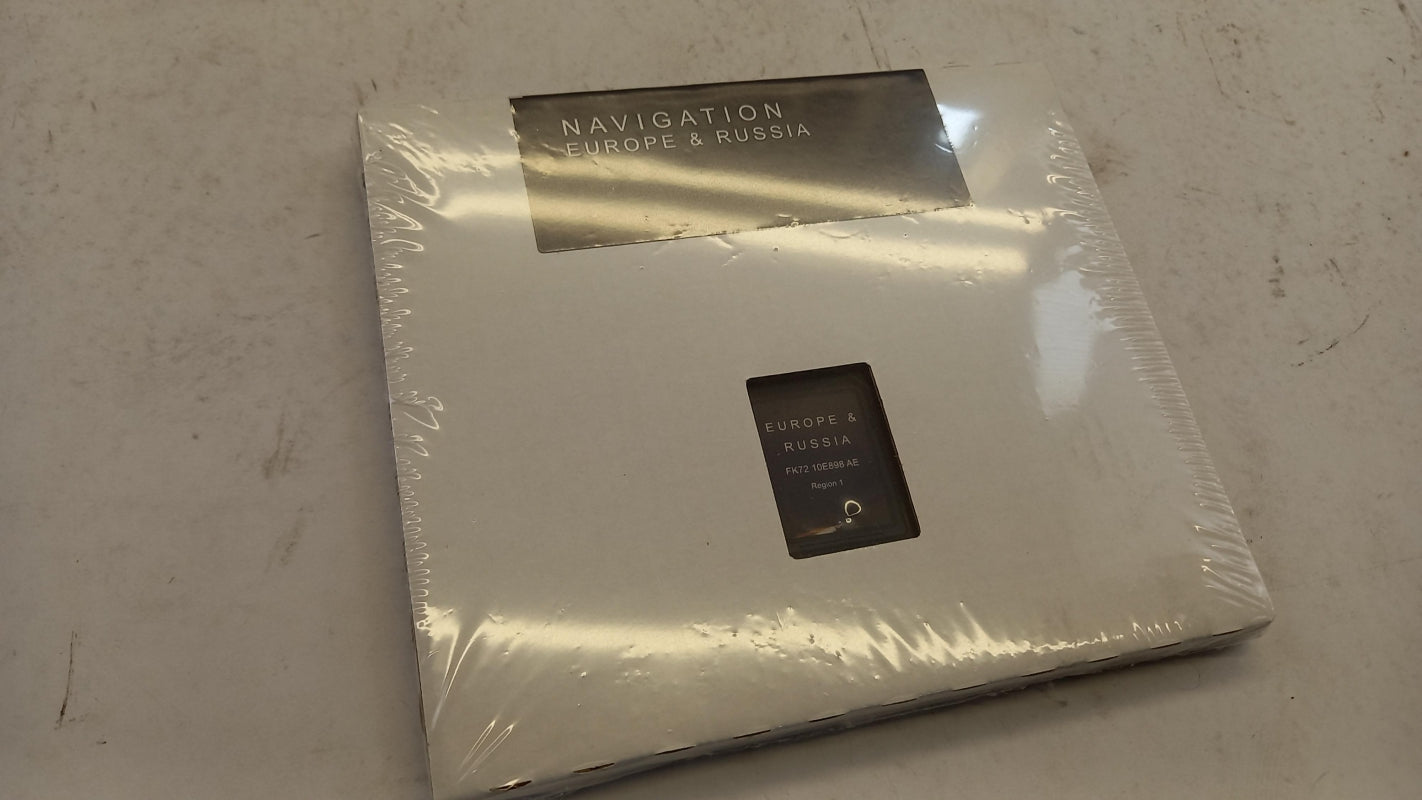 NAVIGATION
EUROPE & RUSSIA
EUROPE &
RUSSIA
FK72 10E898 AE
Region 1